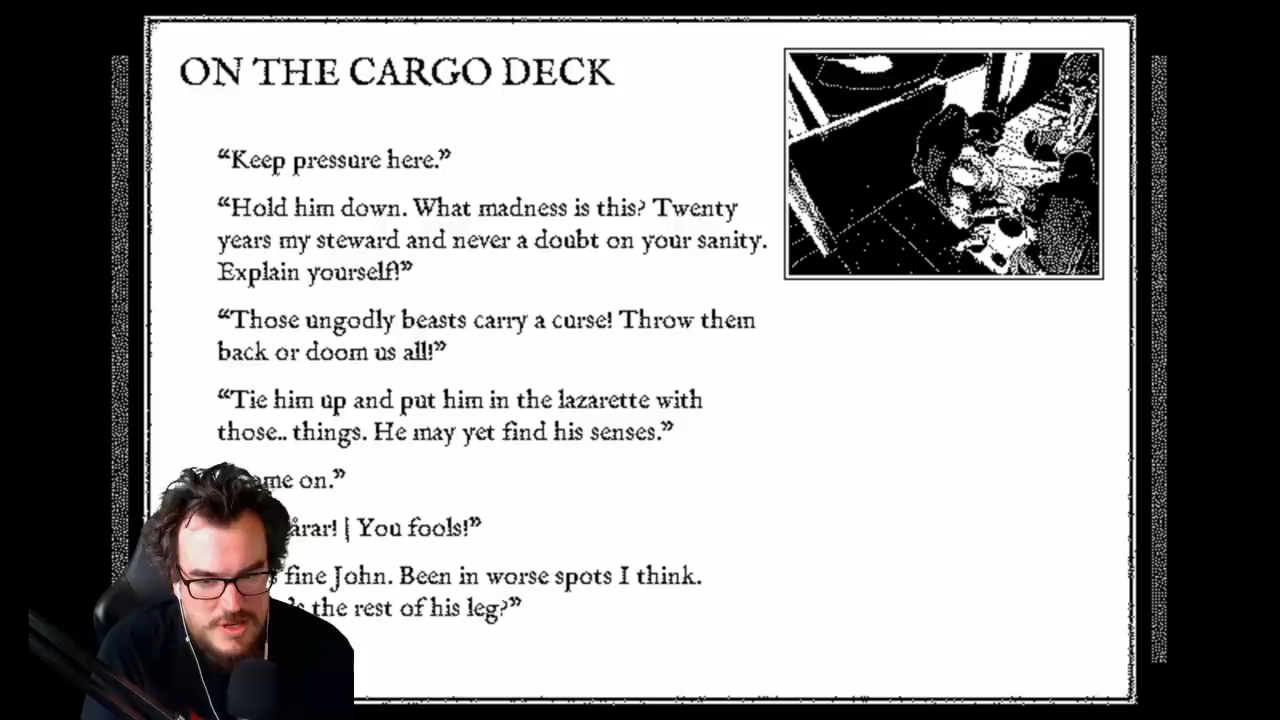 ON THE CARGO DECK
“Keep pressure here.”
“Hold him down. What madness is this? Twenty
years my steward and never a doubt on your sanity.
Explain yourself!”
“Those ungodly beasts carry a curse! Throw them
back or doom us all!”
“Tie him up and put him in the lazarette with
those.. things. He may yet find his senses.”
on.”
| You fools!”
fine John. Been in worse spots I think.
the rest of his leg?”